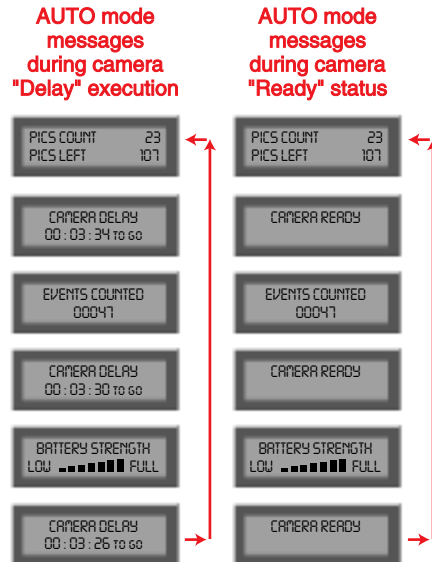 AUTO mode
messages
during camera
"Delay" execution
PICS COUNT 23
PICS LEFT 107
CAMERA DELAY
00 : 03 : 34 TO GO
EVENTS COUNTED
00047
CAMERA DELAY
00 : 03 : 30 TO GO
BATTERY STRENGTH
LOW FULL
CAMERA DELAY
00 : 03 : 26 TO GO
AUTO mode
messages
during camera
"Ready" status
PICS COUNT 23
PICS LEFT 107
CAMERA READY
EVENTS COUNTED
00047
CAMERA READY
BATTERY STRENGTH
LOW FULL
CAMERA READY